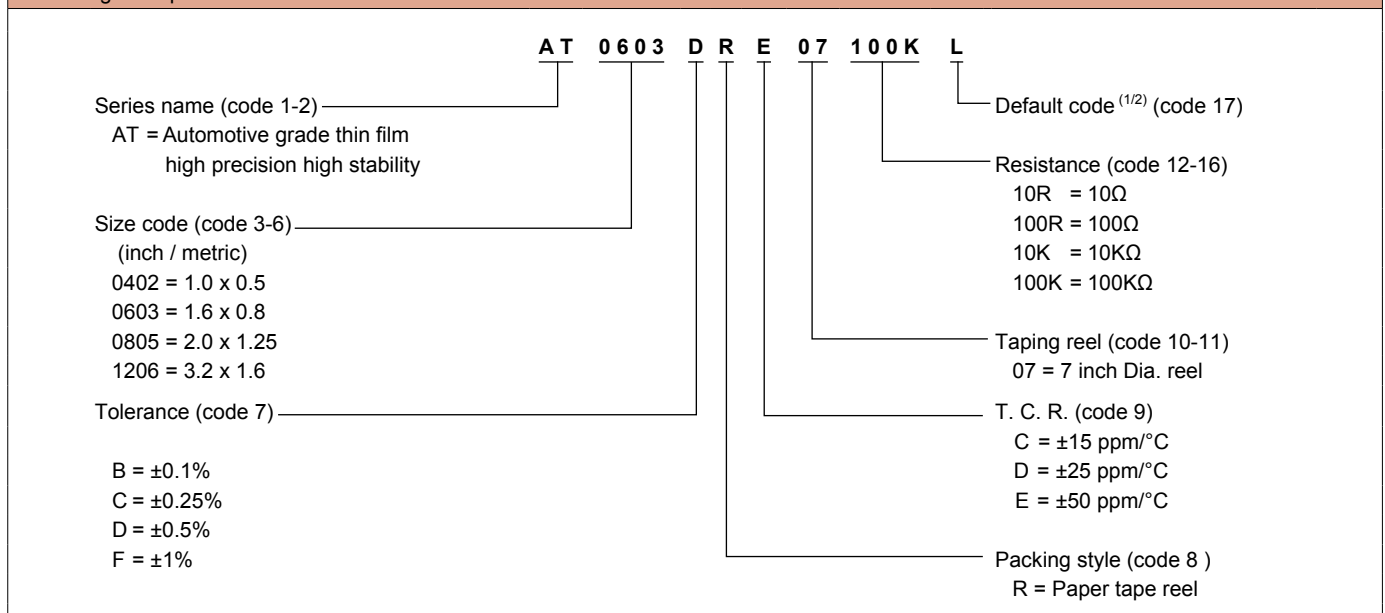 AT 0603 D R E 07 100K L
Series name (code 1-2)
AT = Automotive grade thin film
high precision high stability
Size code (code 3-6)
(inch / metric)
0402 = 1.0 x 0.5
0603 = 1.6 x 0.8
0805 = 2.0 x 1.25
1206 = 3.2 x 1.6
Tolerance (code 7)
B = ±0.1%
C = ±0.25%
D = ±0.5%
F = ±1%
Default code (1/2) (code 17)
Resistance (code 12-16)
10R = 10Ω
100R = 100Ω
10K = 10KΩ
100K = 100KΩ
Taping reel (code 10-11)
07 = 7 inch Dia. reel
T. C. R. (code 9)
C = ±15 ppm/°C
D = ±25 ppm/°C
E = ±50 ppm/°C
Packing style (code 8 )
R = Paper tape reel